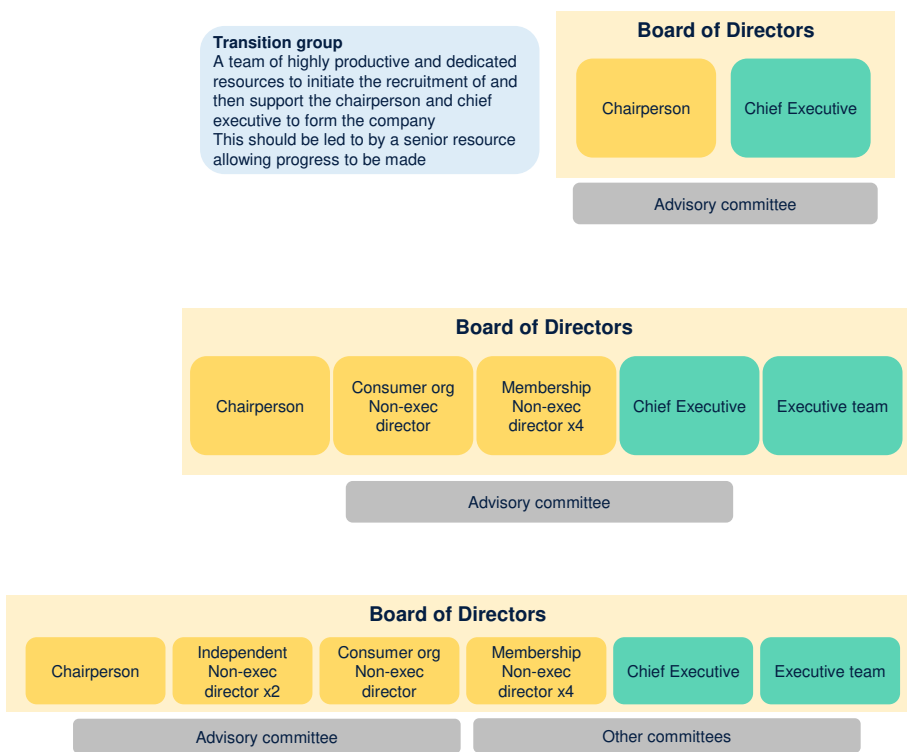 Transition group
A team of highly productive and dedicated
resources to initiate the recruitment of and
then support the chairperson and chief
executive to form the company
This should be led to by a senior resource
allowing progress to be made
Board of Directors
Chairperson
Chief Executive
Advisory committee
Board of Directors
Chairperson
Consumer org
Non-exec
director
Membership
Non-exec
director x4
Chief Executive
Executive team
Advisory committee
Board of Directors
Chairperson
Independent
Non-exec
director x2
Consumer org
Non-exec
director
Membership
Non-exec
director x4
Chief Executive
Executive team
Advisory committee
Other committees